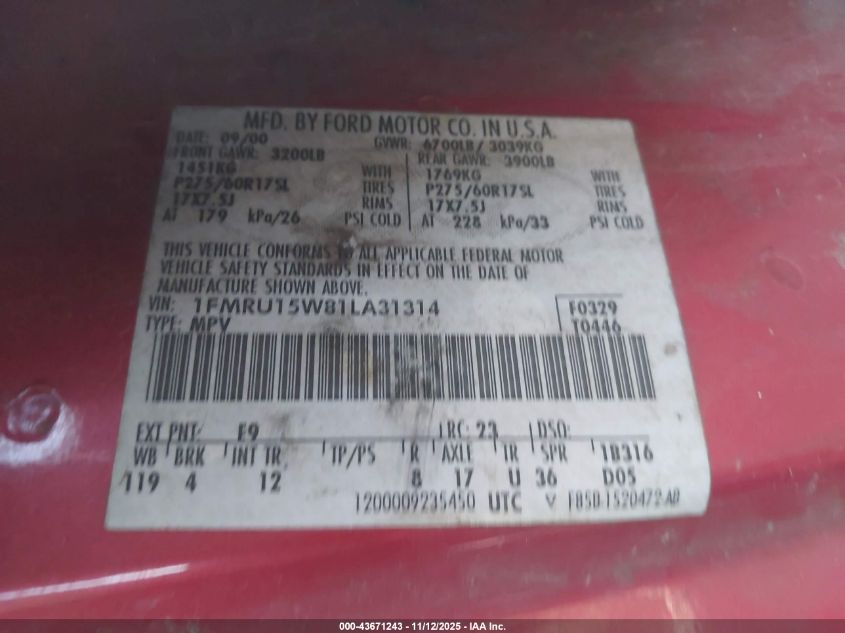 MFD. BY FORD MOTOR CO. IN U.S.A.
DATE: 09/00 GVWR: 6700LB/ 3039KG
FRONT GAWR: 3200LB REAR GAWR: 3900LB
1451KG WITH 1769KG WITH
P275/60R17SL TIRES P275/60R17SL TIRES
17X7.5J RIMS 17X7.5J RIMS
AT 179 kPa/26 PSI COLD AT 228 kPa/33 PSI COLD
THIS VEHICLE CONFORMS TO ALL APPLICABLE FEDERAL MOTOR
VEHICLE SAFETY STANDARDS IN EFFECT ON THE DATE OF
MANUFACTURE SHOWN ABOVE.
VIN: 1FMRU15W81LA31314 F0329
TYPE: MPV T0446
EXT PNT: E9 RC: 23 DSO:
WB BRK INT TR TP/PS R AXLE TR SPR 1B316
119 4 12 8 17 U 36 D05
1200009235450 UTC V F85B-1520472-AB
000-43671243 - 11/12/2025 - IAA Inc.